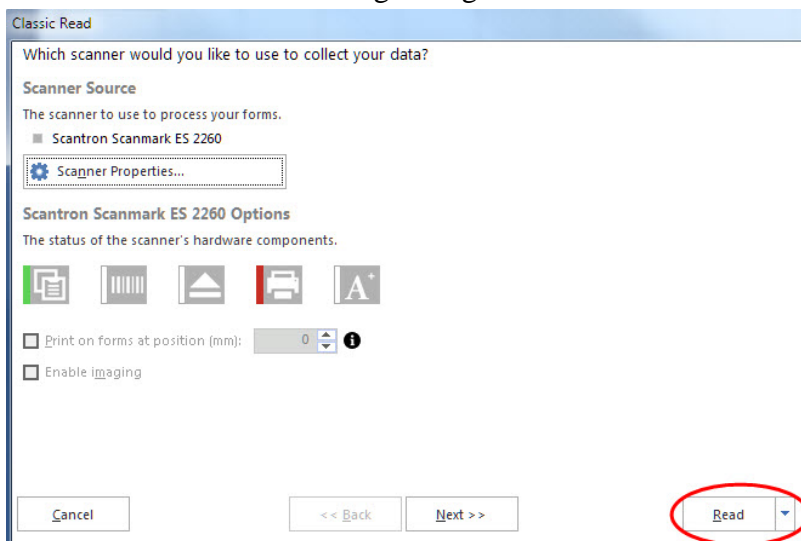 Classic Read
Which scanner would you like to use to collect your data?
Scanner Source
The scanner to use to process your forms.
Scantron Scanmark ES 2260
Scanner Properties...
Scantron Scanmark ES 2260 Options
The status of the scanner's hardware components.
A+
Print on forms at position (mm): 0
Enable imaging
Cancel << Back Next >> Read